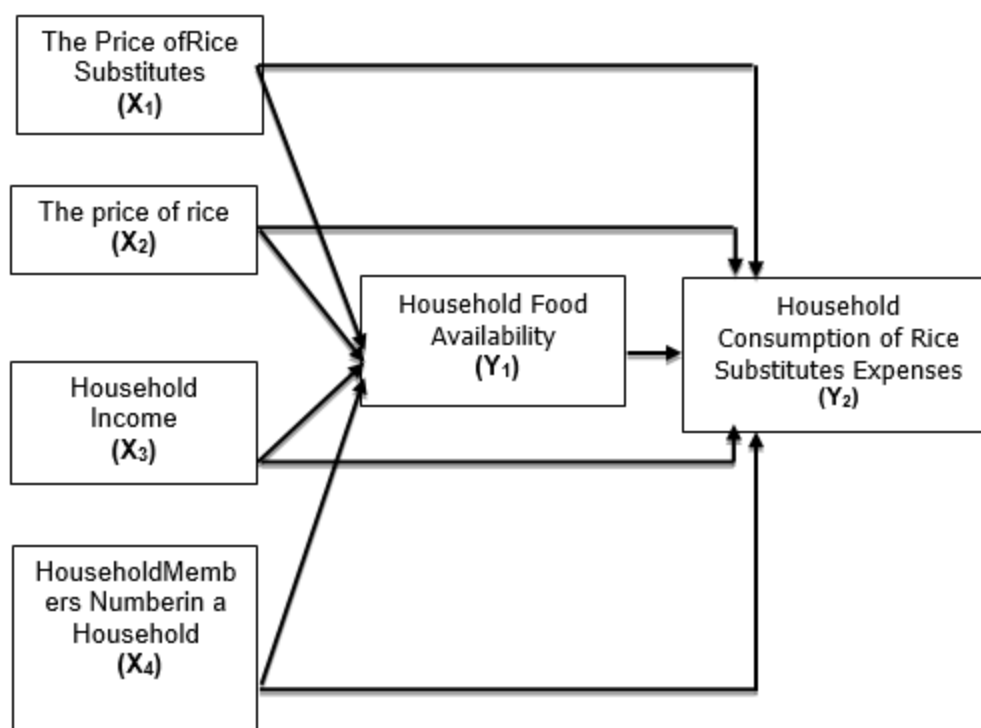 The Price ofRice
Substitutes
(X₁)
The price of rice
(X₂)
Household
Income
(X₃)
HouseholdMemb
ers Numberin a
Household
(X₄)
Household Food
Availability
(Y₁)
Household
Consumption of Rice
Substitutes Expenses
(Y₂)